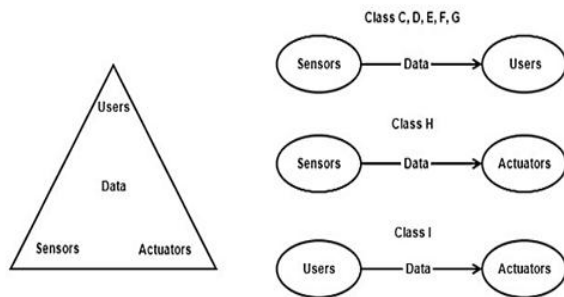 Users
Data
Sensors Actuators
Class C, D, E, F, G
Sensors Data Users
Class H
Sensors Data Actuators
Class I
Users Data Actuators